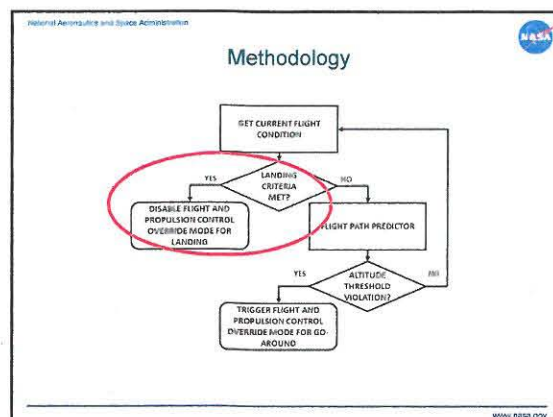 National Aeronautics and Space Administration
NASA
Methodology
GET CURRENT FLIGHT
CONDITION
YES
LANDING
CRITERIA
MET?
NO
DISABLE FLIGHT AND
PROPULSION CONTROL
OVERRIDE MODE FOR
LANDING
FLIGHT PATH PREDICTOR
YES
ALTITUDE
THRESHOLD
VIOLATION?
NO
TRIGGER FLIGHT AND
PROPULSION CONTROL
OVERRIDE MODE FOR GO-
AROUND
www.nasa.gov